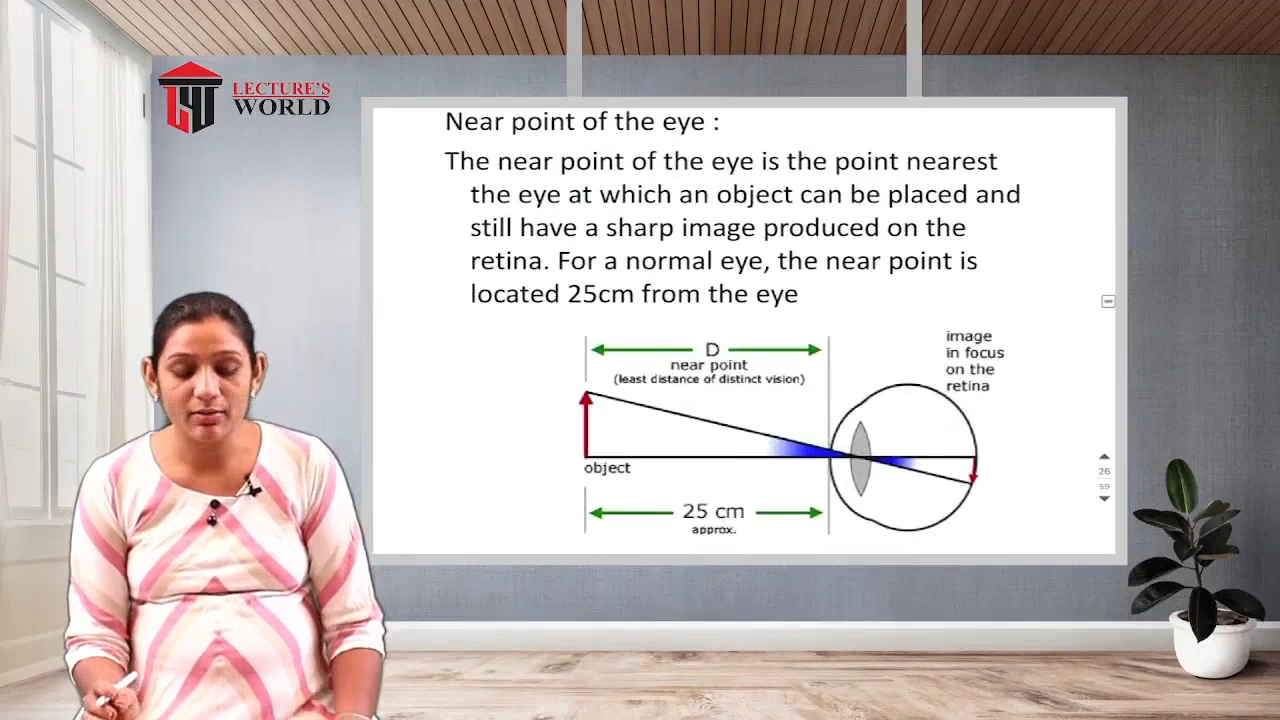 LECTURE'S
WORLD
Near point of the eye :
The near point of the eye is the point nearest
the eye at which an object can be placed and
still have a sharp image produced on the
retina. For a normal eye, the near point is
located 25cm from the eye
D
near point
(least distance of distinct vision)
image
in focus
on the
retina
object
25 cm
approx.
26
59